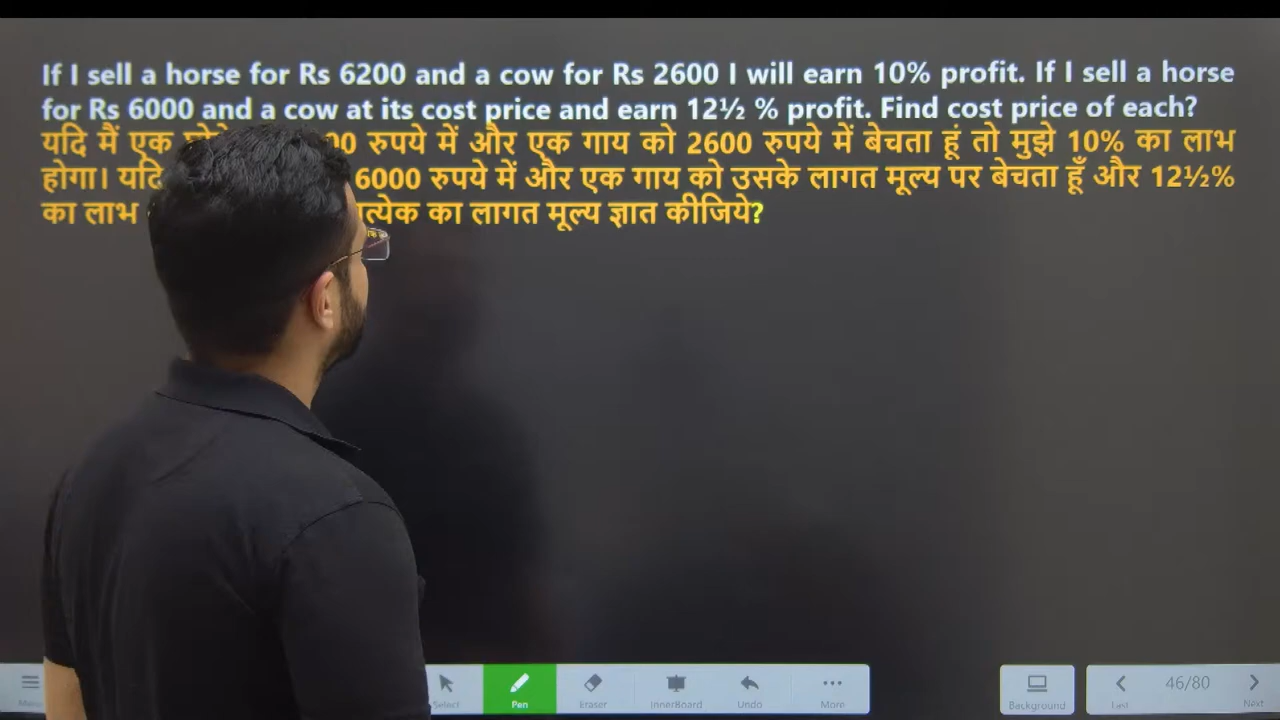 If I sell a horse for Rs 6200 and a cow for Rs 2600 I will earn 10% profit. If I sell a horse
for Rs 6000 and a cow at its cost price and earn 12½ % profit. Find cost price of each?
यदि मैं एक रुपये में और एक गाय को 2600 रुपये में बेचता हूं तो मुझे 10% का लाभ
होगा। यदि 6000 रुपये में और एक गाय को उसके लागत मूल्य पर बेचता हूँ और 12½%
का लाभ का लागत मूल्य ज्ञात कीजिये?
Menu Select Pen Eraser InnerBoard Undo More Background Last 46/80 Next